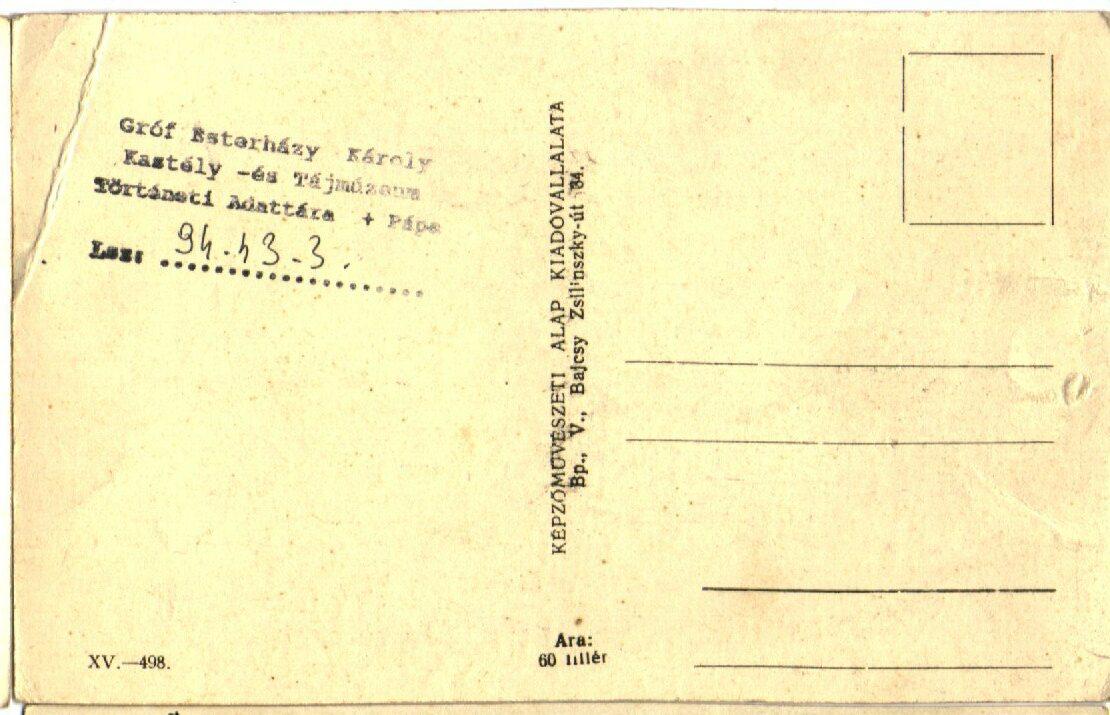 Gróf Esterházy Károly
Kastély -és Tájmúzeum
Történeti Adattára + Pápa
Lsz: 94.43-3.
KÉPZŐMŰVÉSZETI ALAP KIADÓVÁLLALATA
Bp., V., Bajcsy Zsilinszky-út 64.
XV.—498.
Ára:
60 fillér